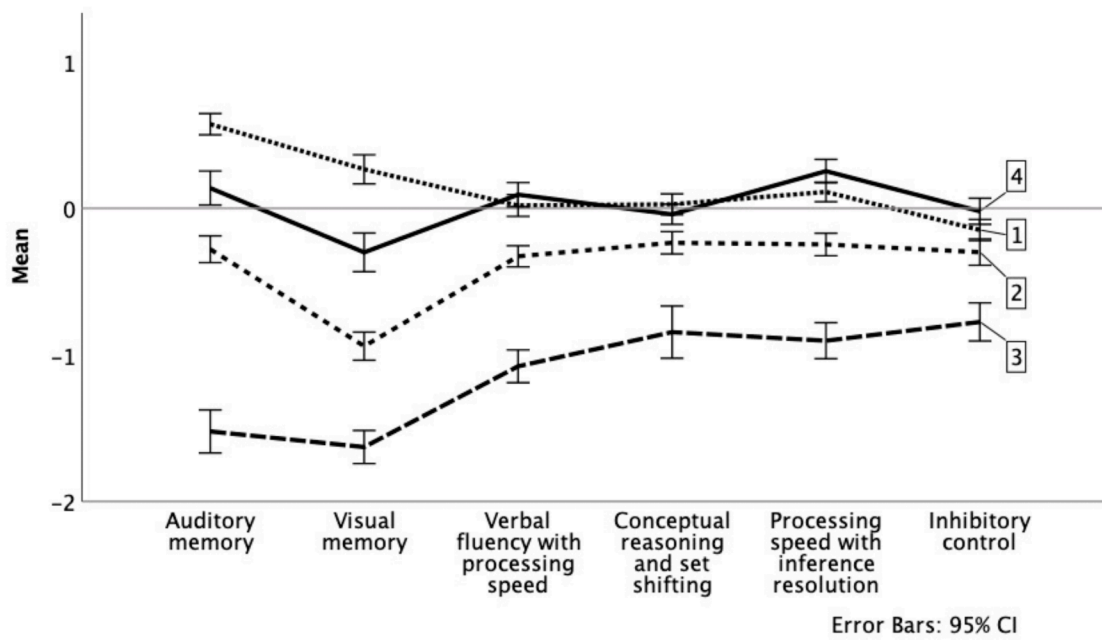 1
0
-1
-2
Mean
4
1
2
3
Auditory
memory
Visual
memory
Verbal
fluency with
processing
speed
Conceptual
reasoning
and set
shifting
Processing
speed with
inference
resolution
Inhibitory
control
Error Bars: 95% CI